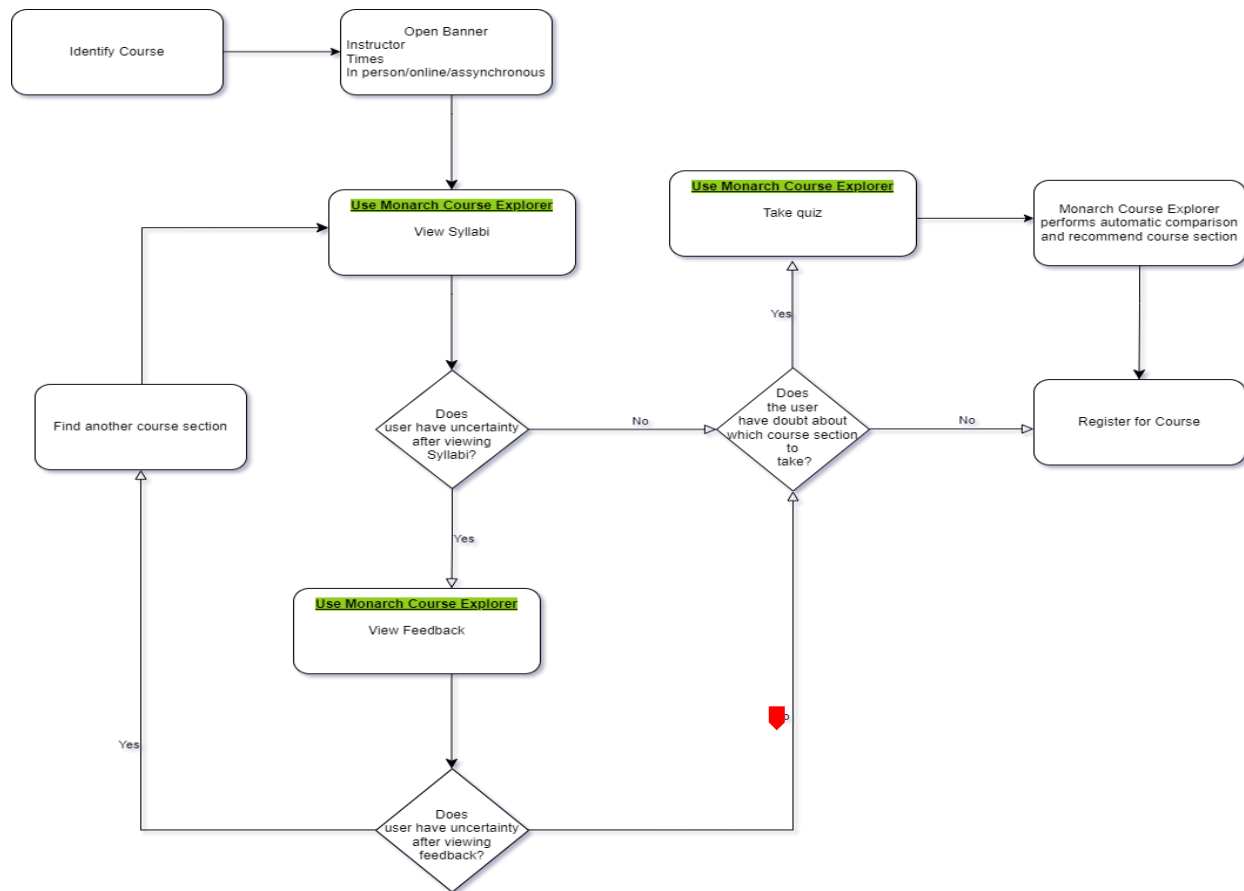 Identify Course
Open Banner
Instructor
Times
In person/online/assynchronous
Use Monarch Course Explorer
View Syllabi
Use Monarch Course Explorer
Take quiz
Monarch Course Explorer
performs automatic comparison
and recommend course section
Yes
Find another course section
Does
user have uncertainty
after viewing
Syllabi?
No
Does
the user
have doubt about
which course section
to
take?
No
Register for Course
Yes
Use Monarch Course Explorer
View Feedback
Yes
Does
user have uncertainty
after viewing
feedback?